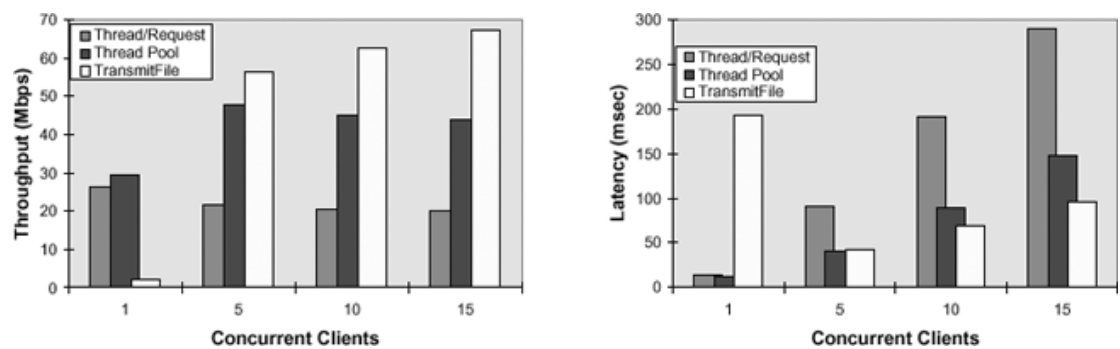 Throughput (Mbps)
70
60
50
40
30
20
10
0
Thread/Request
Thread Pool
TransmitFile
1 5 10 15
Concurrent Clients
Latency (msec)
300
250
200
150
100
50
0
Thread/Request
Thread Pool
TransmitFile
1 5 10 15
Concurrent Clients